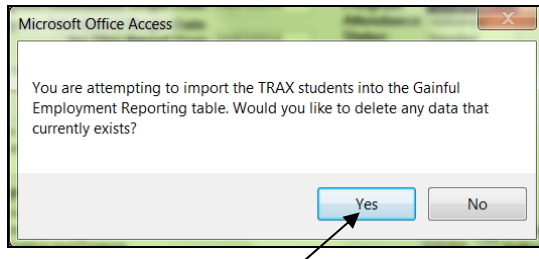 Microsoft Office Access
You are attempting to import the TRAX students into the Gainful
Employment Reporting table. Would you like to delete any data that
currently exists?
Yes
No